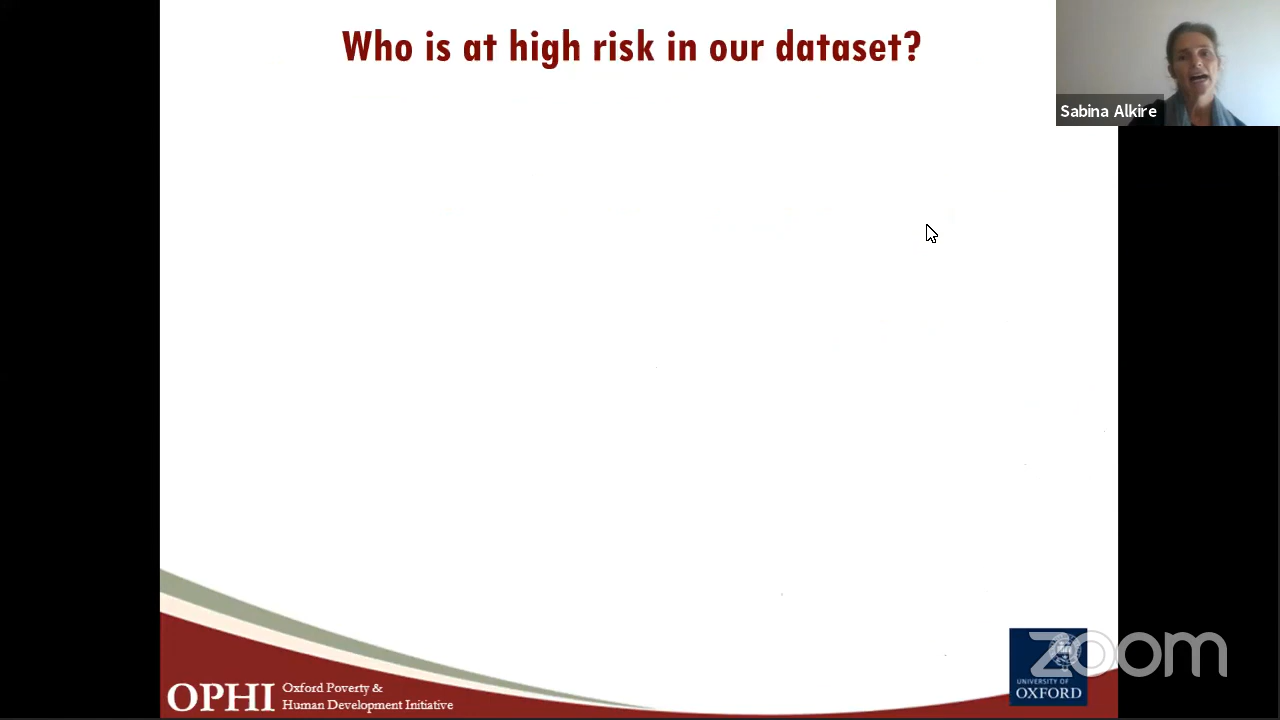 Who is at high risk in our dataset?
Sabina Alkire
OPHI
Oxford Poverty &
Human Development Initiative
UNIVERSITY OF
OXFORD
zoom